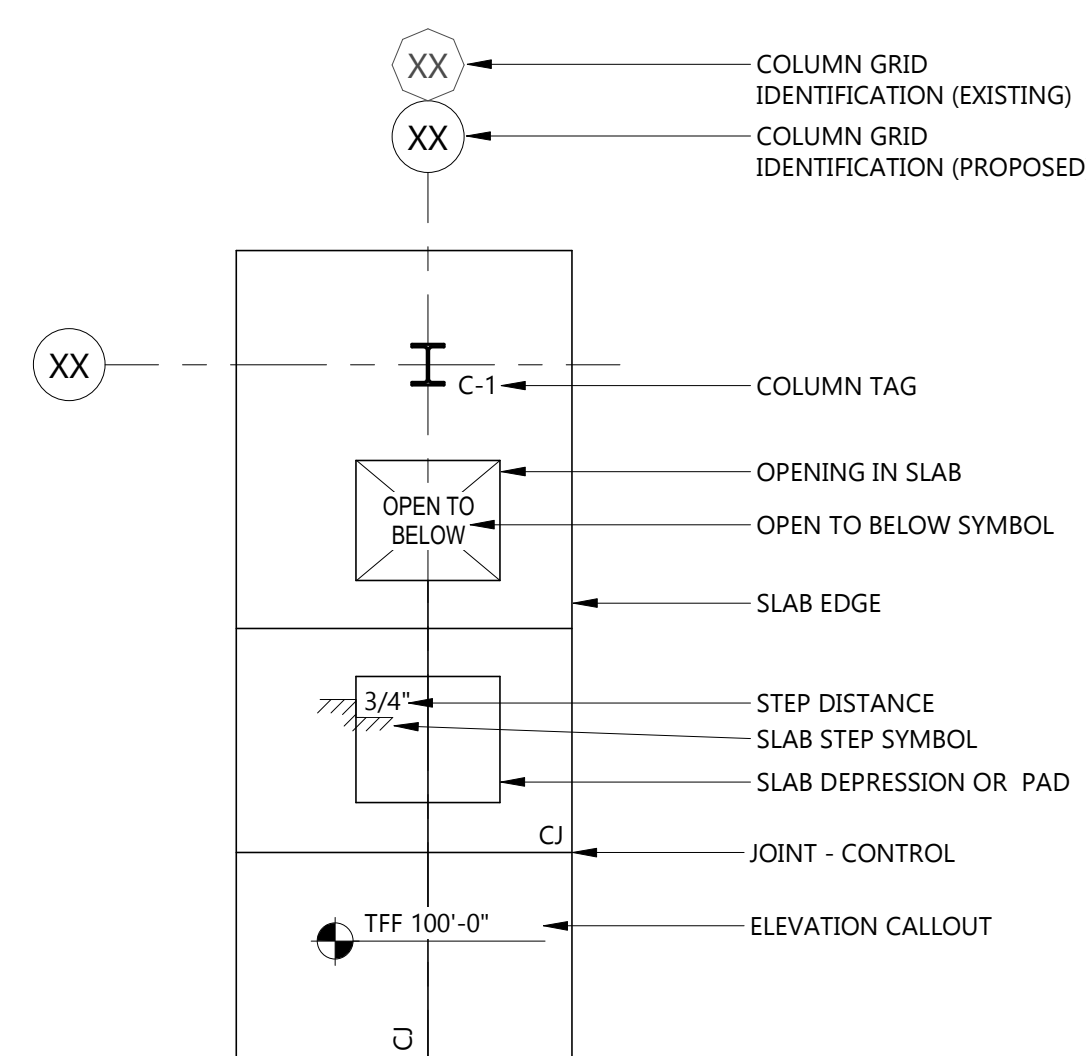 XX
COLUMN GRID
IDENTIFICATION (EXISTING)
XX
COLUMN GRID
IDENTIFICATION (PROPOSED
XX
C-1
COLUMN TAG
OPENING IN SLAB
OPEN TO
BELOW
OPEN TO BELOW SYMBOL
SLAB EDGE
3/4"
STEP DISTANCE
SLAB STEP SYMBOL
SLAB DEPRESSION OR PAD
CJ
JOINT - CONTROL
TFF 100'-0"
ELEVATION CALLOUT
CJ